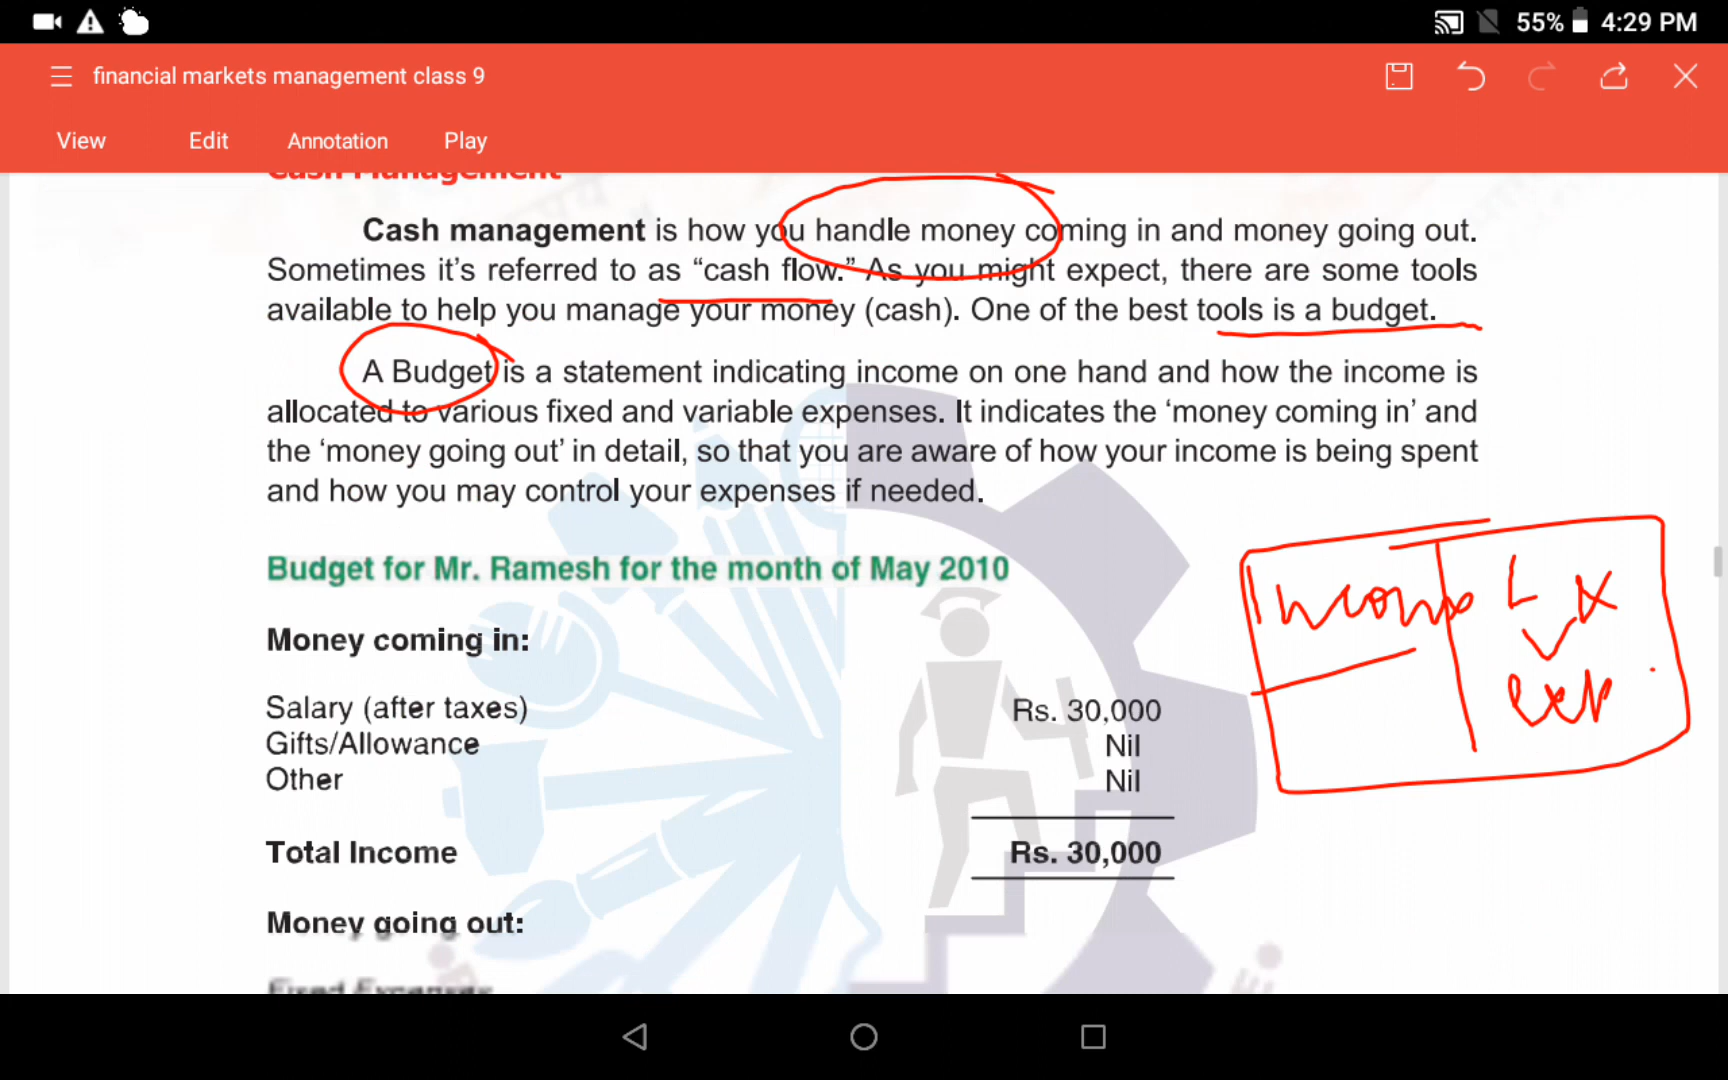 55% 4:29 PM
financial markets management class 9
View Edit Annotation Play
Cash Management
Cash management is how you handle money coming in and money going out.
Sometimes it's referred to as “cash flow.” As you might expect, there are some tools
available to help you manage your money (cash). One of the best tools is a budget.
A Budget is a statement indicating income on one hand and how the income is
allocated to various fixed and variable expenses. It indicates the ‘money coming in’ and
the ‘money going out’ in detail, so that you are aware of how your income is being spent
and how you may control your expenses if needed.
Budget for Mr. Ramesh for the month of May 2010
Income
exp
Money coming in:
Salary (after taxes) Rs. 30,000
Gifts/Allowance Nil
Other Nil
Total Income Rs. 30,000
Money going out:
Fixed Expenses